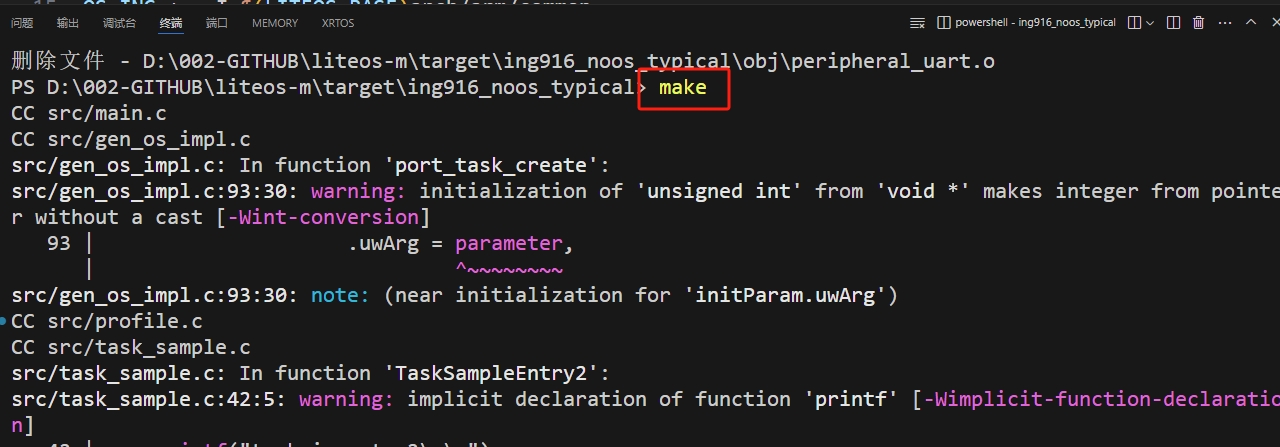 问题 输出 调试台 终端 端口 MEMORY XRTOS powershell - ing916_noos_typical
删除文件 - D:\002-GITHUB\liteos-m\target\ing916_noos_typical\obj\peripheral_uart.o
PS D:\002-GITHUB\liteos-m\target\ing916_noos_typical> make
CC src/main.c
CC src/gen_os_impl.c
src/gen_os_impl.c: In function 'port_task_create':
src/gen_os_impl.c:93:30: warning: initialization of 'unsigned int' from 'void *' makes integer from pointe
r without a cast [-Wint-conversion]
93 | .uwArg = parameter,
| ^~~~~~~~~
src/gen_os_impl.c:93:30: note: (near initialization for 'initParam.uwArg')
CC src/profile.c
CC src/task_sample.c
src/task_sample.c: In function 'TaskSampleEntry2':
src/task_sample.c:42:5: warning: implicit declaration of function 'printf' [-Wimplicit-function-declaratio
n]